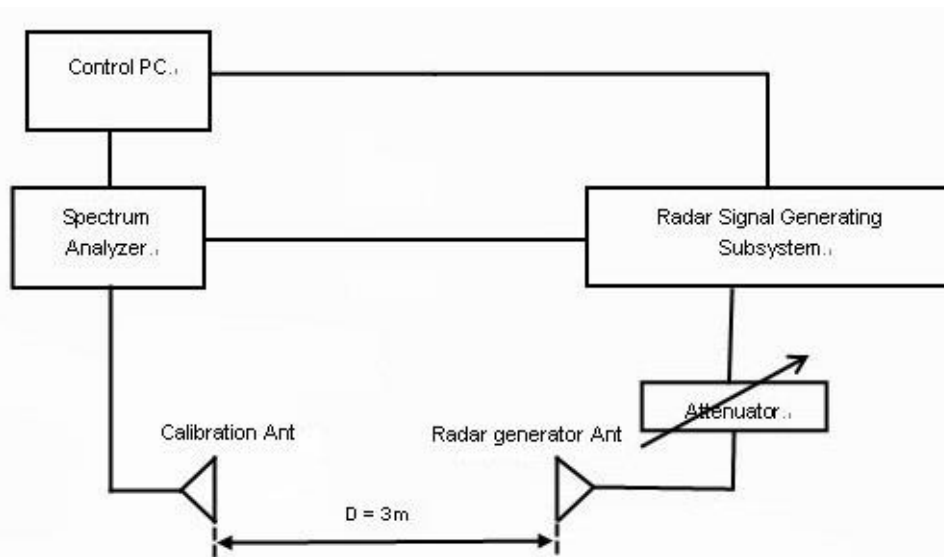 Control PC
Spectrum
Analyzer
Radar Signal Generating
Subsystem
Attenuator
Calibration Ant
Radar generator Ant
D = 3m